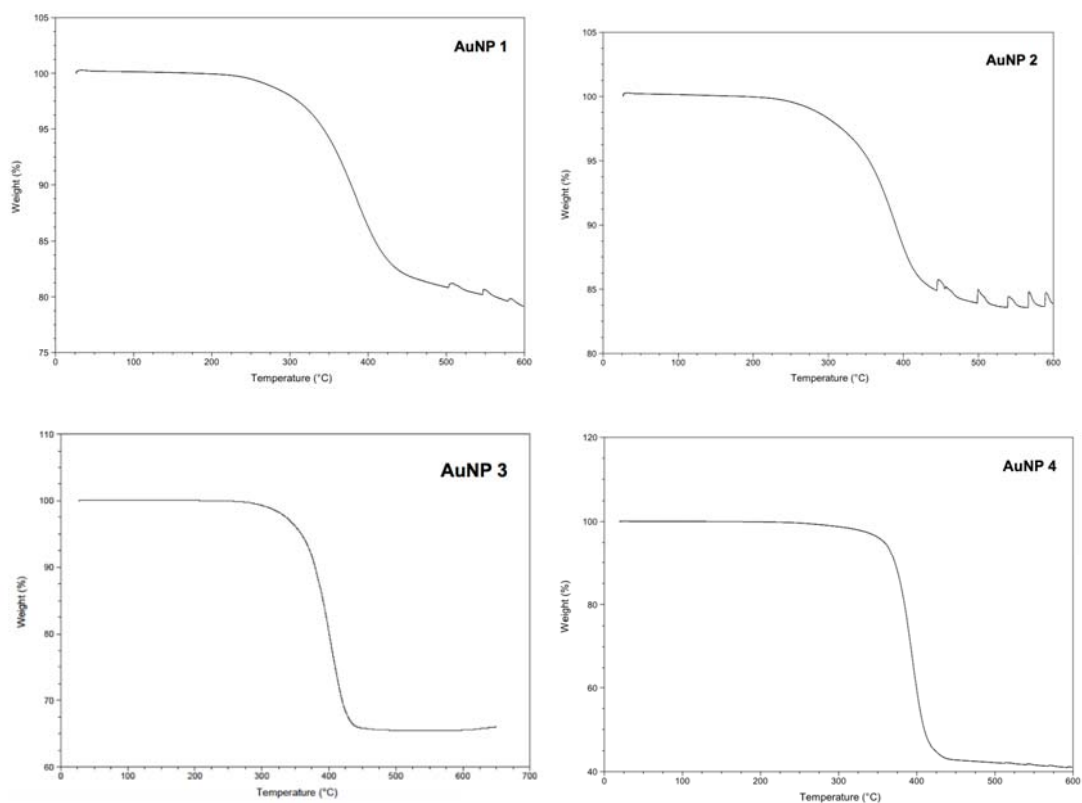 AuNP 1
105
100
95
90
85
80
75
Weight (%)
0 100 200 300 400 500 600
Temperature (°C)
AuNP 2
105
100
95
90
85
80
Weight (%)
0 100 200 300 400 500 600
Temperature (°C)
AuNP 3
110
100
90
80
70
60
Weight (%)
0 100 200 300 400 500 600 700
Temperature (°C)
AuNP 4
120
100
80
60
40
Weight (%)
0 100 200 300 400 500 600
Temperature (°C)